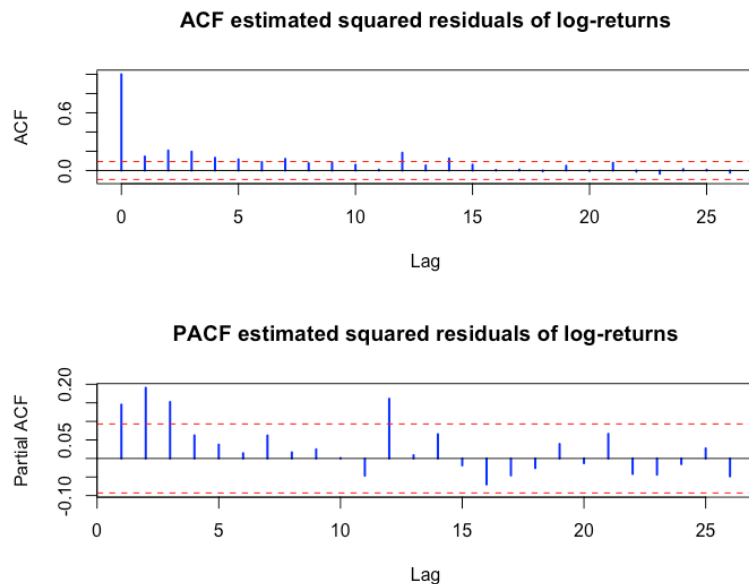 ACF estimated squared residuals of log-returns
ACF
0.6
0.0
0 5 10 15 20 25
Lag
PACF estimated squared residuals of log-returns
Partial ACF
0.20
0.05
-0.10
0 5 10 15 20 25
Lag